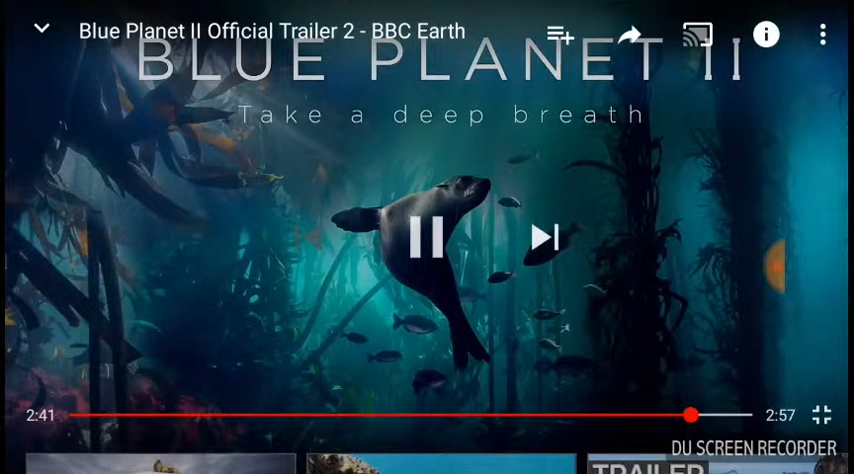 Blue Planet II Official Trailer 2 - BBC Earth
BLUE PLANET II
Take a deep breath
2:41
2:57
DU SCREEN RECORDER
TRAILER